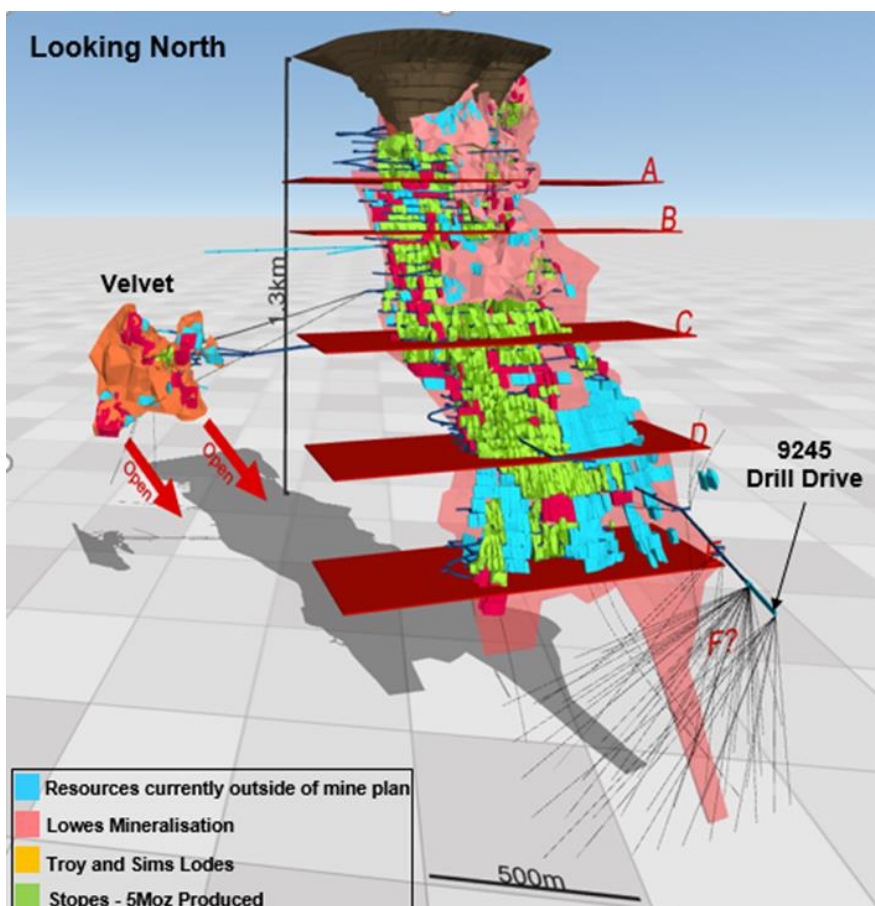 Looking North
A
B
1.3km
Velvet
C
Open
Open
D
9245
Drill Drive
E
F?
Resources currently outside of mine plan
Lowes Mineralisation
Troy and Sims Lodes
Stopes - 5Moz Produced
500m